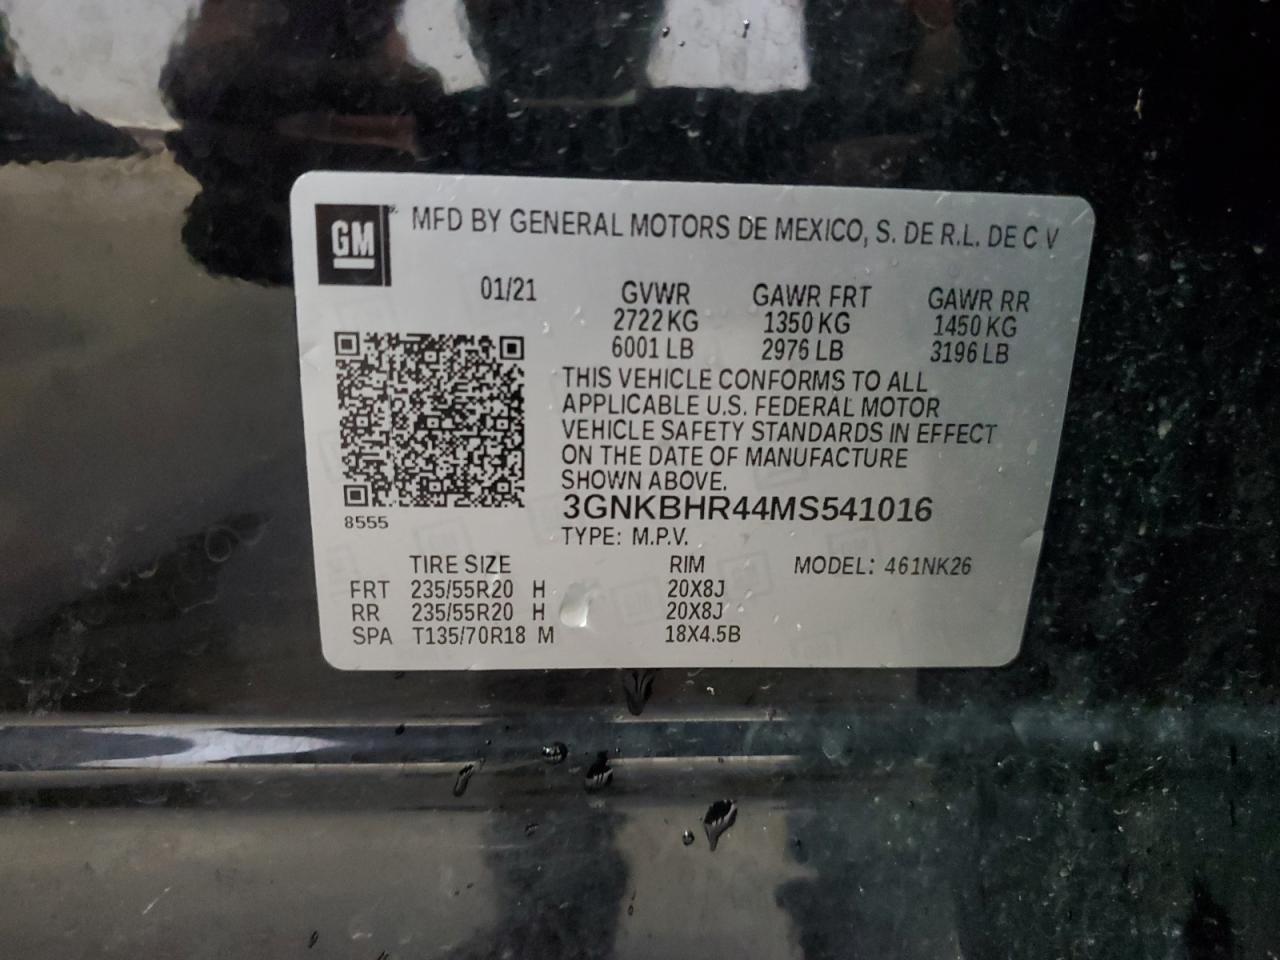 GM
MFD BY GENERAL MOTORS DE MEXICO, S. DE R.L. DE C V
01/21 GVWR GAWR FRT GAWR RR
2722 KG 1350 KG 1450 KG
6001 LB 2976 LB 3196 LB
THIS VEHICLE CONFORMS TO ALL
APPLICABLE U.S. FEDERAL MOTOR
VEHICLE SAFETY STANDARDS IN EFFECT
ON THE DATE OF MANUFACTURE
SHOWN ABOVE.
3GNKBHR44MS541016
8555
TYPE: M.P.V.
TIRE SIZE RIM MODEL: 461NK26
FRT 235/55R20 H 20X8J
RR 235/55R20 H 20X8J
SPA T135/70R18 M 18X4.5B